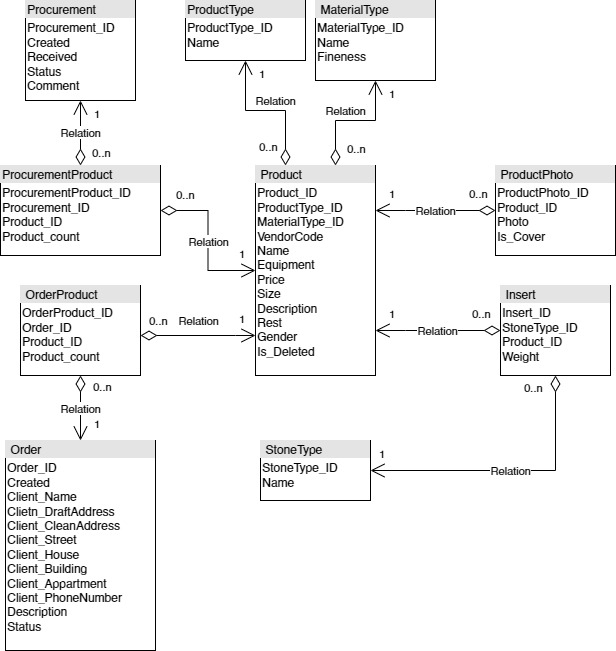 Procurement
Procurement_ID
Created
Received
Status
Comment
ProductType
ProductType_ID
Name
MaterialType
MaterialType_ID
Name
Fineness
1
Relation
0..n
1
Relation
0..n
1
Relation
0..n
ProcurementProduct
ProcurementProduct_ID
Procurement_ID
Product_ID
Product_count
0..n
Relation
1
Product
Product_ID
ProductType_ID
MaterialType_ID
VendorCode
Name
Equipment
Price
Size
Description
Rest
Gender
Is_Deleted
1
Relation
0..n
ProductPhoto
ProductPhoto_ID
Product_ID
Photo
Is_Cover
OrderProduct
OrderProduct_ID
Order_ID
Product_ID
Product_count
0..n
Relation
1
1
Relation
0..n
Insert
Insert_ID
StoneType_ID
Product_ID
Weight
0..n
Relation
1
0..n
Relation
1
Order
Order_ID
Created
Client_Name
Clietn_DraftAddress
Client_CleanAddress
Client_Street
Client_House
Client_Building
Client_Appartment
Client_PhoneNumber
Description
Status
StoneType
StoneType_ID
Name